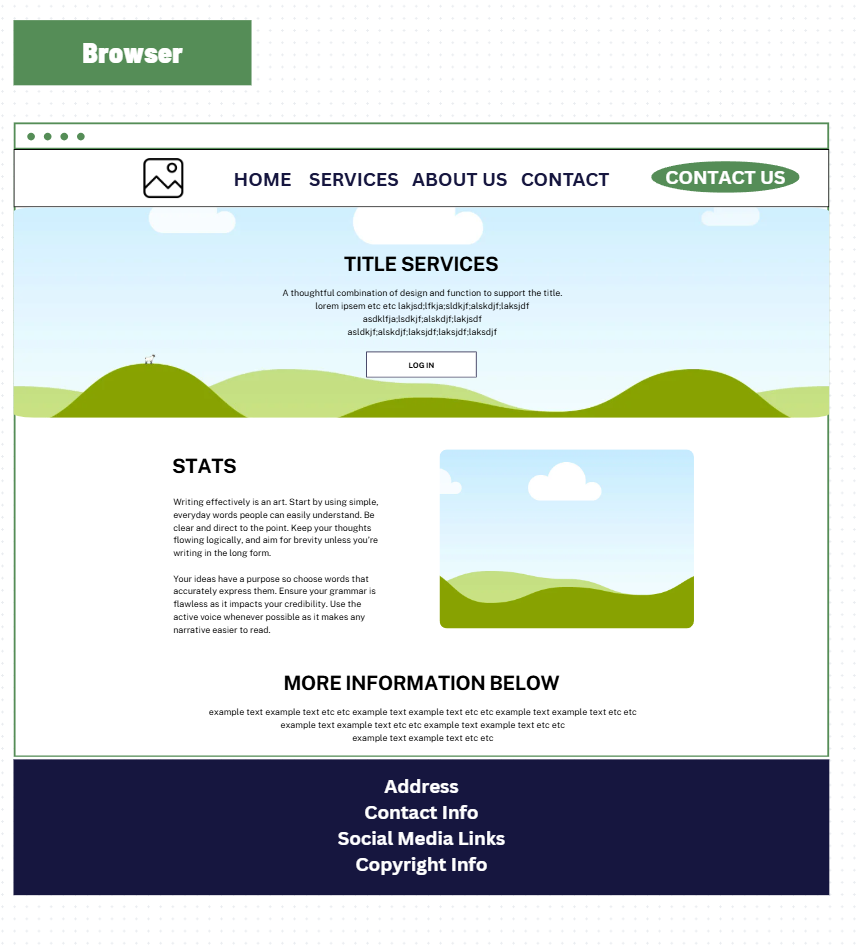 Browser
HOME SERVICES ABOUT US CONTACT CONTACT US
TITLE SERVICES
A thoughtful combination of design and function to support the title.
lorem ipsem etc etc lakjsd;lfkja;sldkjf;alskdjf;laksjdf
asdklfja;lsdkjf;alskdjf;lakjsdf
asldkjf;alskdjf;laksjdf;laksjdf;laksdjf
LOG IN
STATS
Writing effectively is an art. Start by using simple,
everyday words people can easily understand. Be
clear and direct to the point. Keep your thoughts
flowing logically, and aim for brevity unless you're
writing in the long form.
Your ideas have a purpose so choose words that
accurately express them. Ensure your grammar is
flawless as it impacts your credibility. Use the
active voice whenever possible as it makes any
narrative easier to read.
MORE INFORMATION BELOW
example text example text etc etc example text example text etc etc example text example text etc etc
example text example text etc etc example text example text etc etc
example text example text etc etc
Address
Contact Info
Social Media Links
Copyright Info